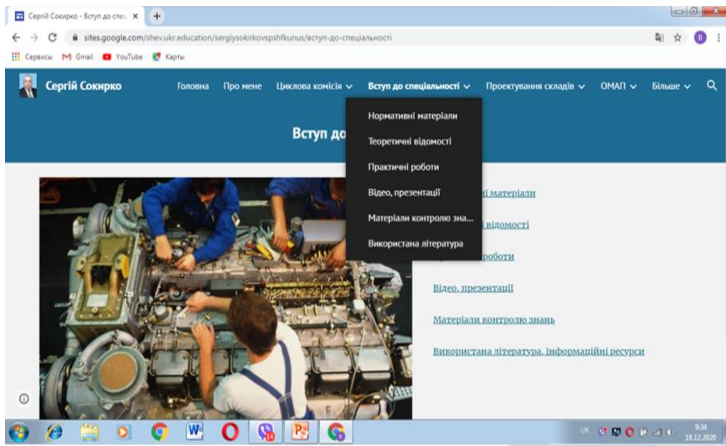 Сергій Сокирко - Вступ до спец
sites.google.com/shev.ukr.education/sergiysokirkovspshfkunus/вступ-до-спеціальності
Сервисы
Gmail
YouTube
Карты
Сергій Сокирко
Головна
Про мене
Циклова комісія
Вступ до спеціальності
Проектування складів
ОМАП
Більше
Вступ до
Нормативні матеріали
Теоретичні відомості
Практичні роботи
Відео, презентації
Матеріали контролю зна...
Використана література
ні матеріали
відомості
роботи
Відео, презентації
Матеріали контролю знань
Використана література, інформаційні ресурси
UK
9:34
18.12.2020